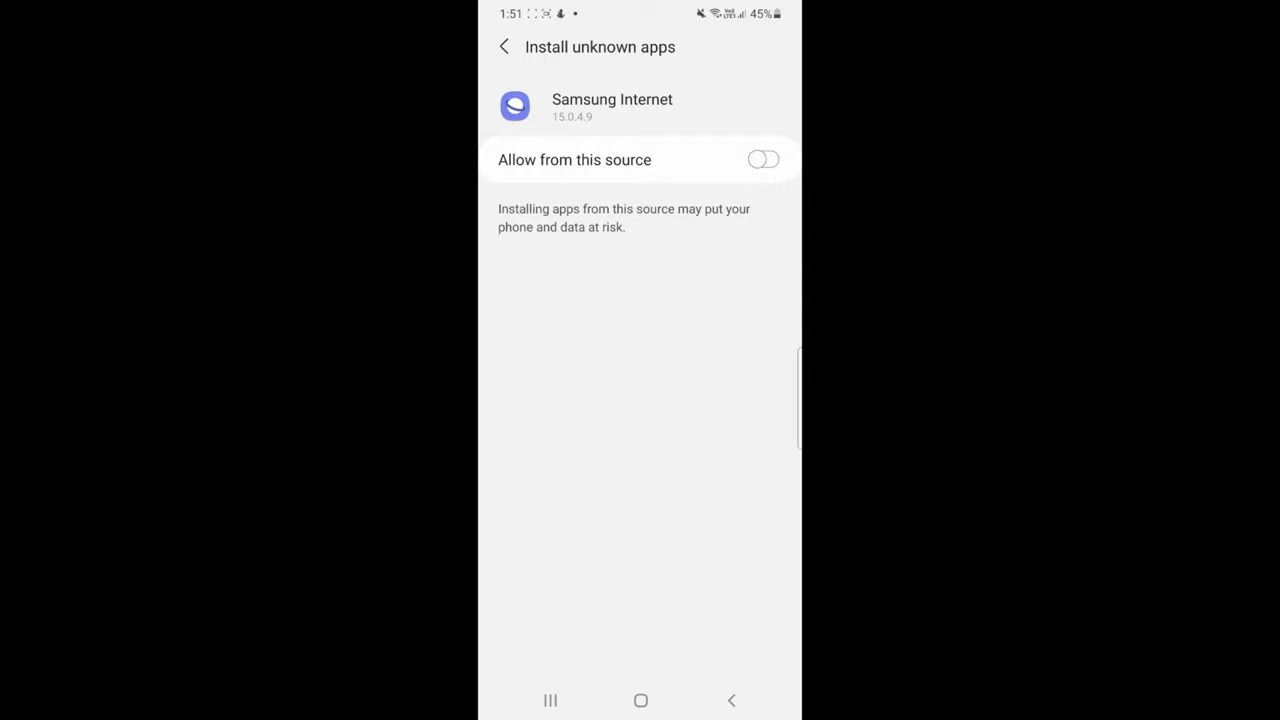 1:51 45%
Install unknown apps
Samsung Internet
15.0.4.9
Allow from this source
Installing apps from this source may put your
phone and data at risk.